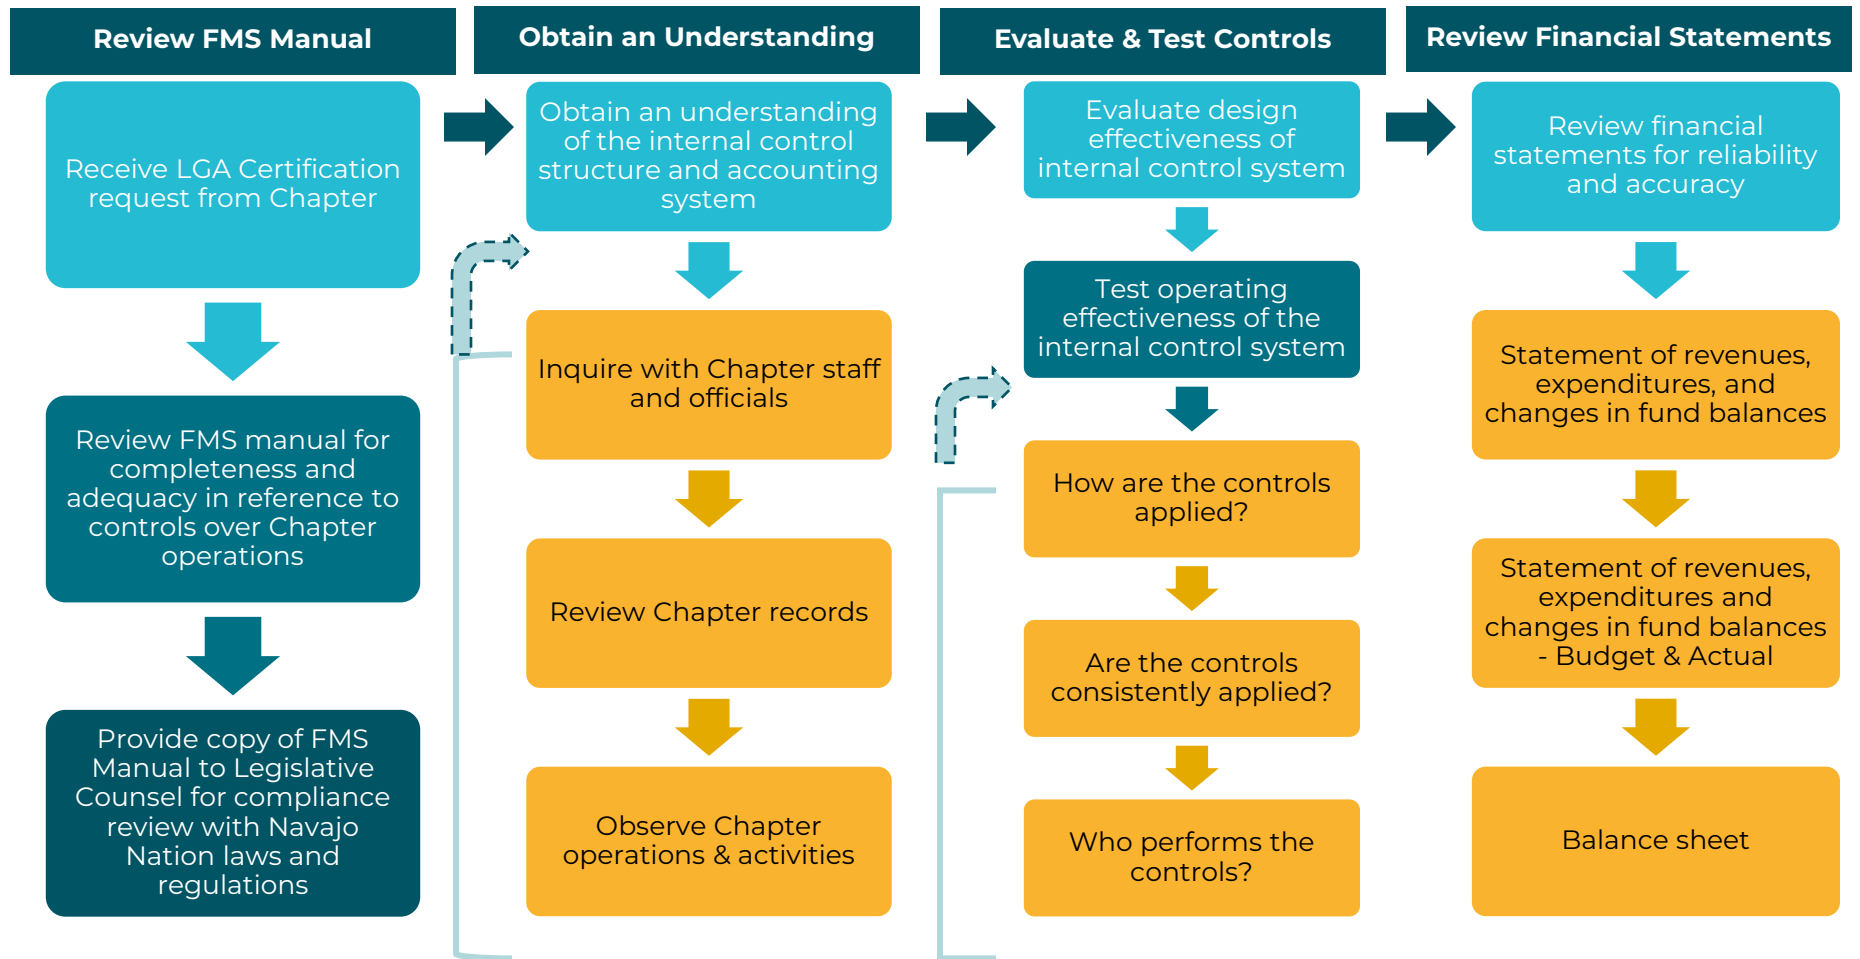 Review FMS Manual
Receive LGA Certification
request from Chapter
Review FMS manual for
completeness and
adequacy in reference to
controls over Chapter
operations
Provide copy of FMS
Manual to Legislative
Counsel for compliance
review with Navajo
Nation laws and
regulations
Obtain an Understanding
Obtain an understanding
of the internal control
structure and accounting
system
Inquire with Chapter staff
and officials
Review Chapter records
Observe Chapter
operations & activities
Evaluate & Test Controls
Evaluate design
effectiveness of
internal control system
Test operating
effectiveness of the
internal control system
How are the controls
applied?
Are the controls
consistently applied?
Who performs the
controls?
Review Financial Statements
Review financial
statements for reliability
and accuracy
Statement of revenues,
expenditures, and
changes in fund balances
Statement of revenues,
expenditures and
changes in fund balances
- Budget & Actual
Balance sheet